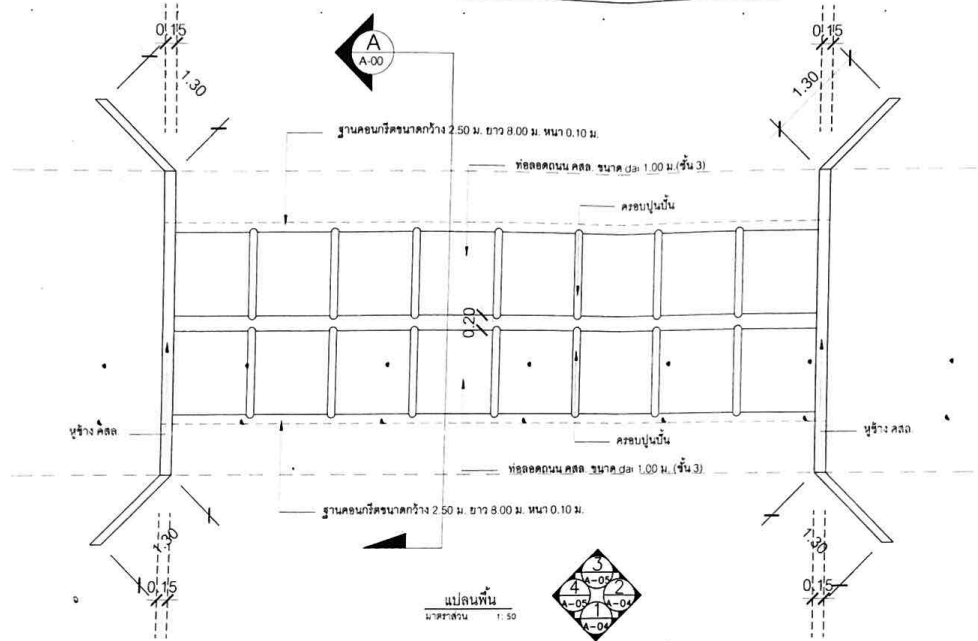 0.15
0.15
A
A-00
1.30
1.30
ฐานคอนกรีตขนาดกว้าง 2.50 ม. ยาว 8.00 ม. หนา 0.10 ม.
ท่อลอดถนน คสล. ขนาด dai 1.00 ม.(ชั้น 3)
ครอบปูนปั้น
0.20
หูช้าง คสล.
ครอบปูนปั้น
หูช้าง คสล.
ท่อลอดถนน คสล. ขนาด dai 1.00 ม. (ชั้น 3)
ฐานคอนกรีตขนาดกว้าง 2.50 ม. ยาว 8.00 ม. หนา 0.10 ม.
1.30
1.30
0.15
0.15
3
A-05
4
A-05
2
A-04
1
A-04
แปลนพื้น
มาตราส่วน 1:50